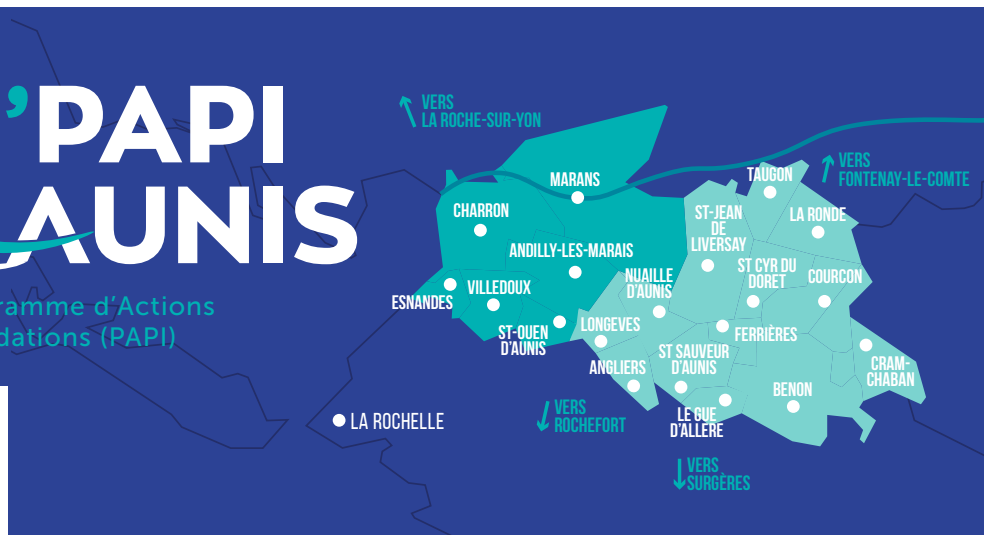 'PAPI
AUNIS
ramme d'Actions
dations (PAPI)
VERS
LA ROCHE-SUR-YON
VERS
FONTENAY-LE-COMTE
MARANS
TAUGON
CHARRON
ST-JEAN
DE
LIVERSAY
LA RONDE
ANDILLY-LES-MARAIS
NUAILLE
D'AUNIS
ST CYR DU
DORET
COURCON
ESNANDES
VILLEDOUX
ST-OUEN
D'AUNIS
LONGEVES
FERRIÈRES
ANGLIERS
ST SAUVEUR
D'AUNIS
CRAM-
CHABAN
BENON
LE GUE
D'ALLERE
LA ROCHELLE
VERS
ROCHEFORT
VERS
SURGÈRES